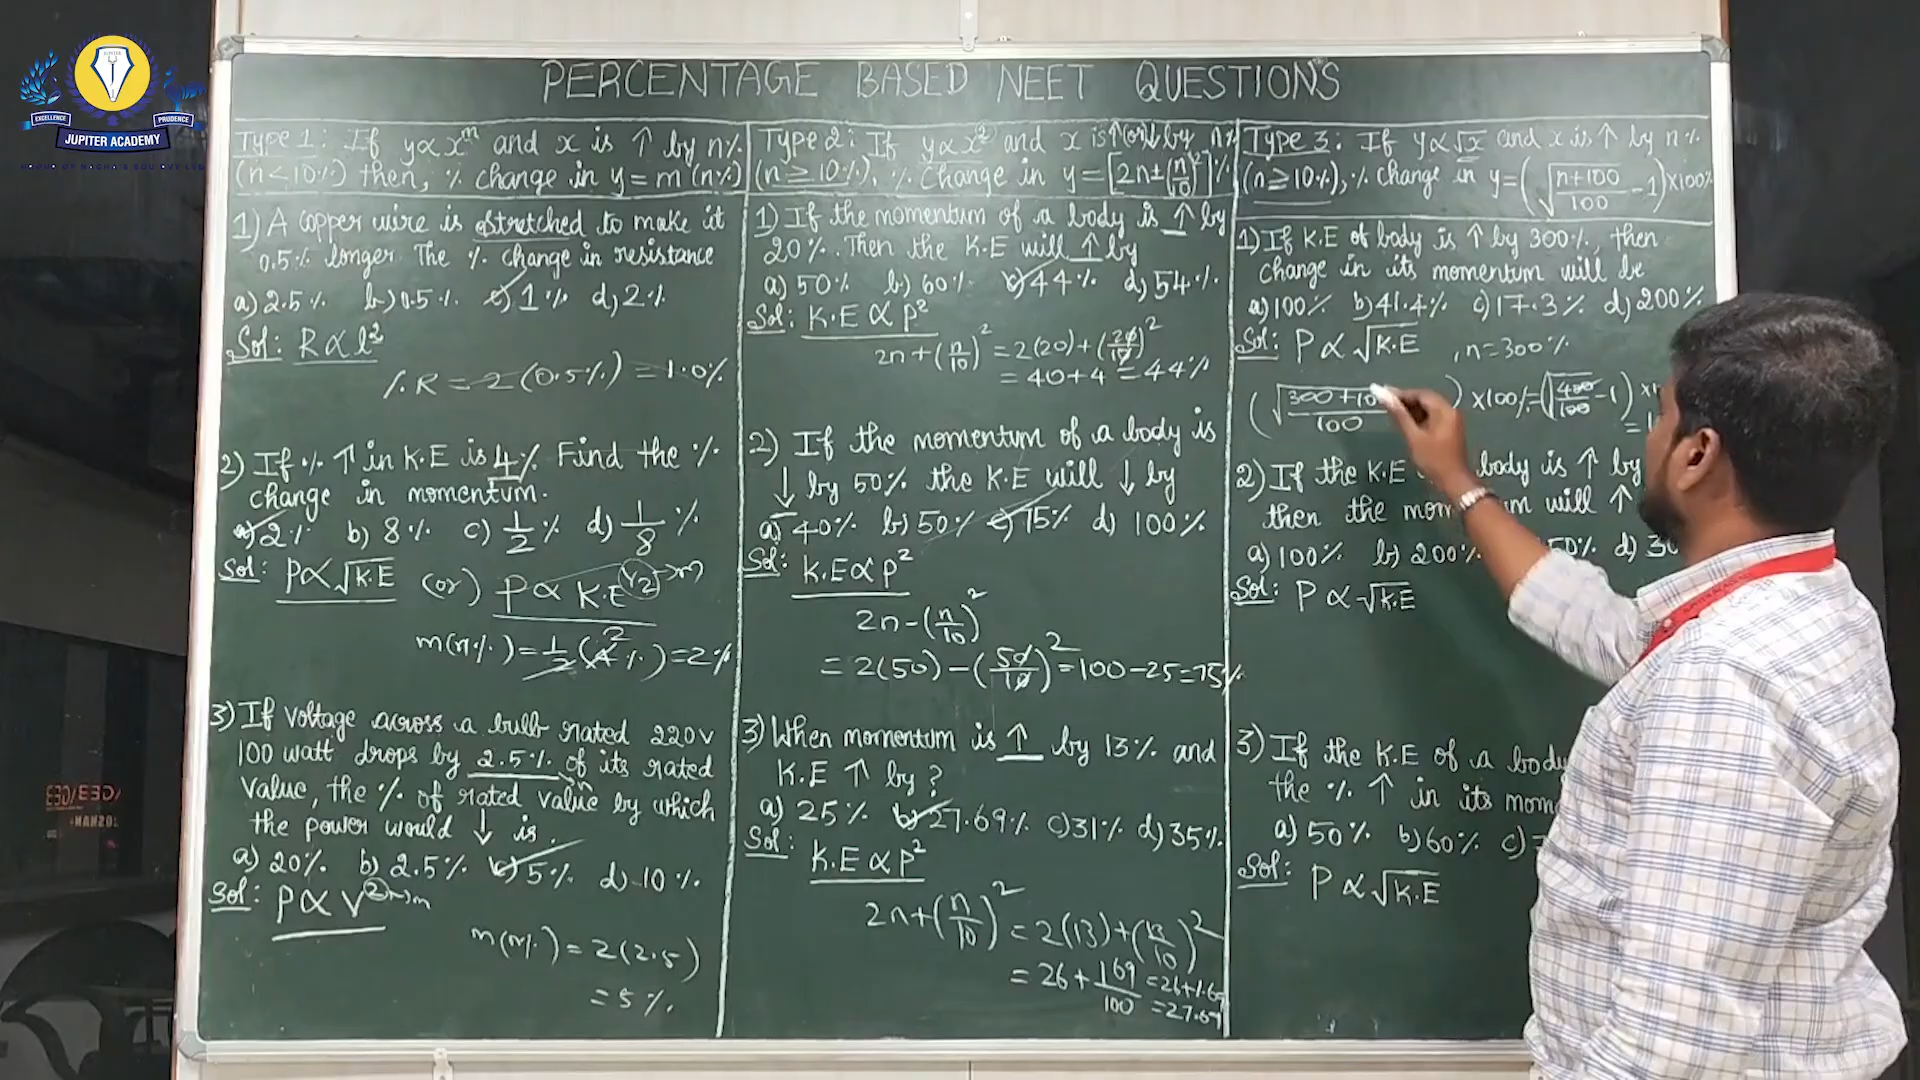 EXCELLENCE
PRUDENCE
JUPITER ACADEMY
PERCENTAGE BASED NEET QUESTIONS
Type 1: If y∝x^m and x is ↑ by n%
(n<10%) then, % change in y=m(n%)
1) A copper wire is stretched to make it
0.5% longer The % change in resistance
a) 2.5% b) 0.5% c) 1% d) 2%
Sol: R∝l²
% R = 2(0.5%) = 1.0%
2) If % ↑ in K.E is 4% Find the %
change in momentum.
a) 2% b) 8% c) 1/2 % d) 1/8 %
Sol: P∝√K.E (or) P∝K.E^(1/2)→m
m(n%) = 1/2 (4%) = 2%
3) If voltage across a bulb rated 220V
100 watt drops by 2.5% of its rated
value, the % of rated value by which
the power would ↓ is.
a) 20% b) 2.5% c) 5% d) 10%
Sol: P∝V²→m
m(n%) = 2(2.5)
= 5%
Type 2: If y∝x² and x is ↑(or)↓ by n%
(n≥10%), % change in y=[2n±(n/10)²]%
1) If the momentum of a body is ↑ by
20%. Then the K.E will ↑ by
a) 50% b) 60% c) 44% d) 54%
Sol: K.E∝P²
2n+(n/10)² = 2(20)+(20/10)²
= 40+4 = 44%
2) If the momentum of a body is
↓ by 50% the K.E will ↓ by
a) 40% b) 50% c) 75% d) 100%
Sol: K.E∝P²
2n-(n/10)²
= 2(50)-(50/10)² = 100-25=75%
3) When momentum is ↑ by 13% and
K.E ↑ by ?
a) 25% b) 27.69% c) 31% d) 35%
Sol: K.E∝P²
2n+(n/10)² = 2(13)+(13/10)²
= 26+169/100 = 26+1.69
= 27.69
Type 3: If y∝√x and x is ↑ by n%
(n≥10%), % change in y=(√((n+100)/100) -1)×100%
1) If K.E of body is ↑ by 300%, then
change in its momentum will be
a) 100% b) 41.4% c) 17.3% d) 200%
Sol: P∝√K.E , n=300%
(√(300+10 /100) ) ×100% = (√(400/100) -1)
2) If the K.E body is ↑ by
then the momentum will ↑
a) 100% b) 200% 50% d)
Sol: P∝√K.E
3) If the K.E of a body
the % ↑ in its mom
a) 50% b) 60% c)
Sol: P∝√K.E